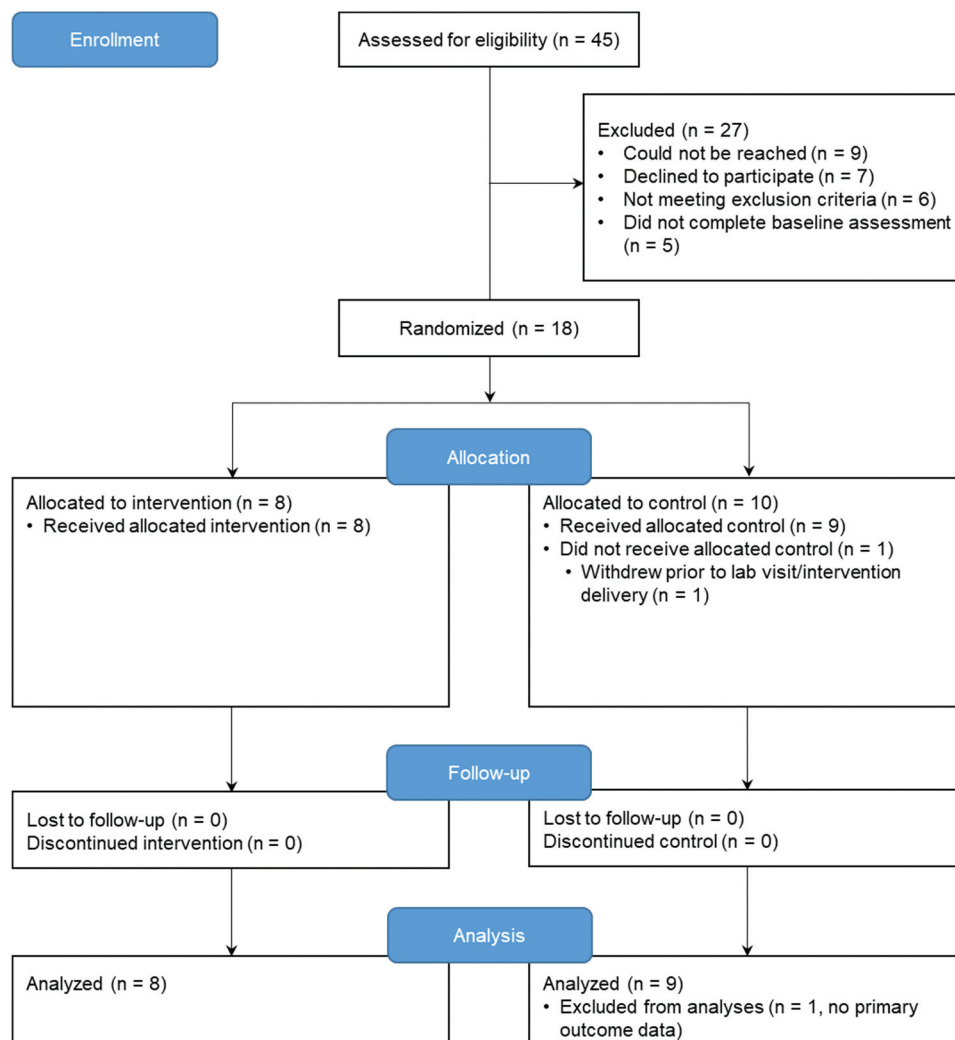 Enrollment
Assessed for eligibility (n = 45)
Excluded (n = 27)
• Could not be reached (n = 9)
• Declined to participate (n = 7)
• Not meeting exclusion criteria (n = 6)
• Did not complete baseline assessment
(n = 5)
Randomized (n = 18)
Allocation
Allocated to intervention (n = 8)
• Received allocated intervention (n = 8)
Allocated to control (n = 10)
• Received allocated control (n = 9)
• Did not receive allocated control (n = 1)
• Withdrew prior to lab visit/intervention
delivery (n = 1)
Follow-up
Lost to follow-up (n = 0)
Discontinued intervention (n = 0)
Lost to follow-up (n = 0)
Discontinued control (n = 0)
Analysis
Analyzed (n = 8)
Analyzed (n = 9)
• Excluded from analyses (n = 1, no primary
outcome data)